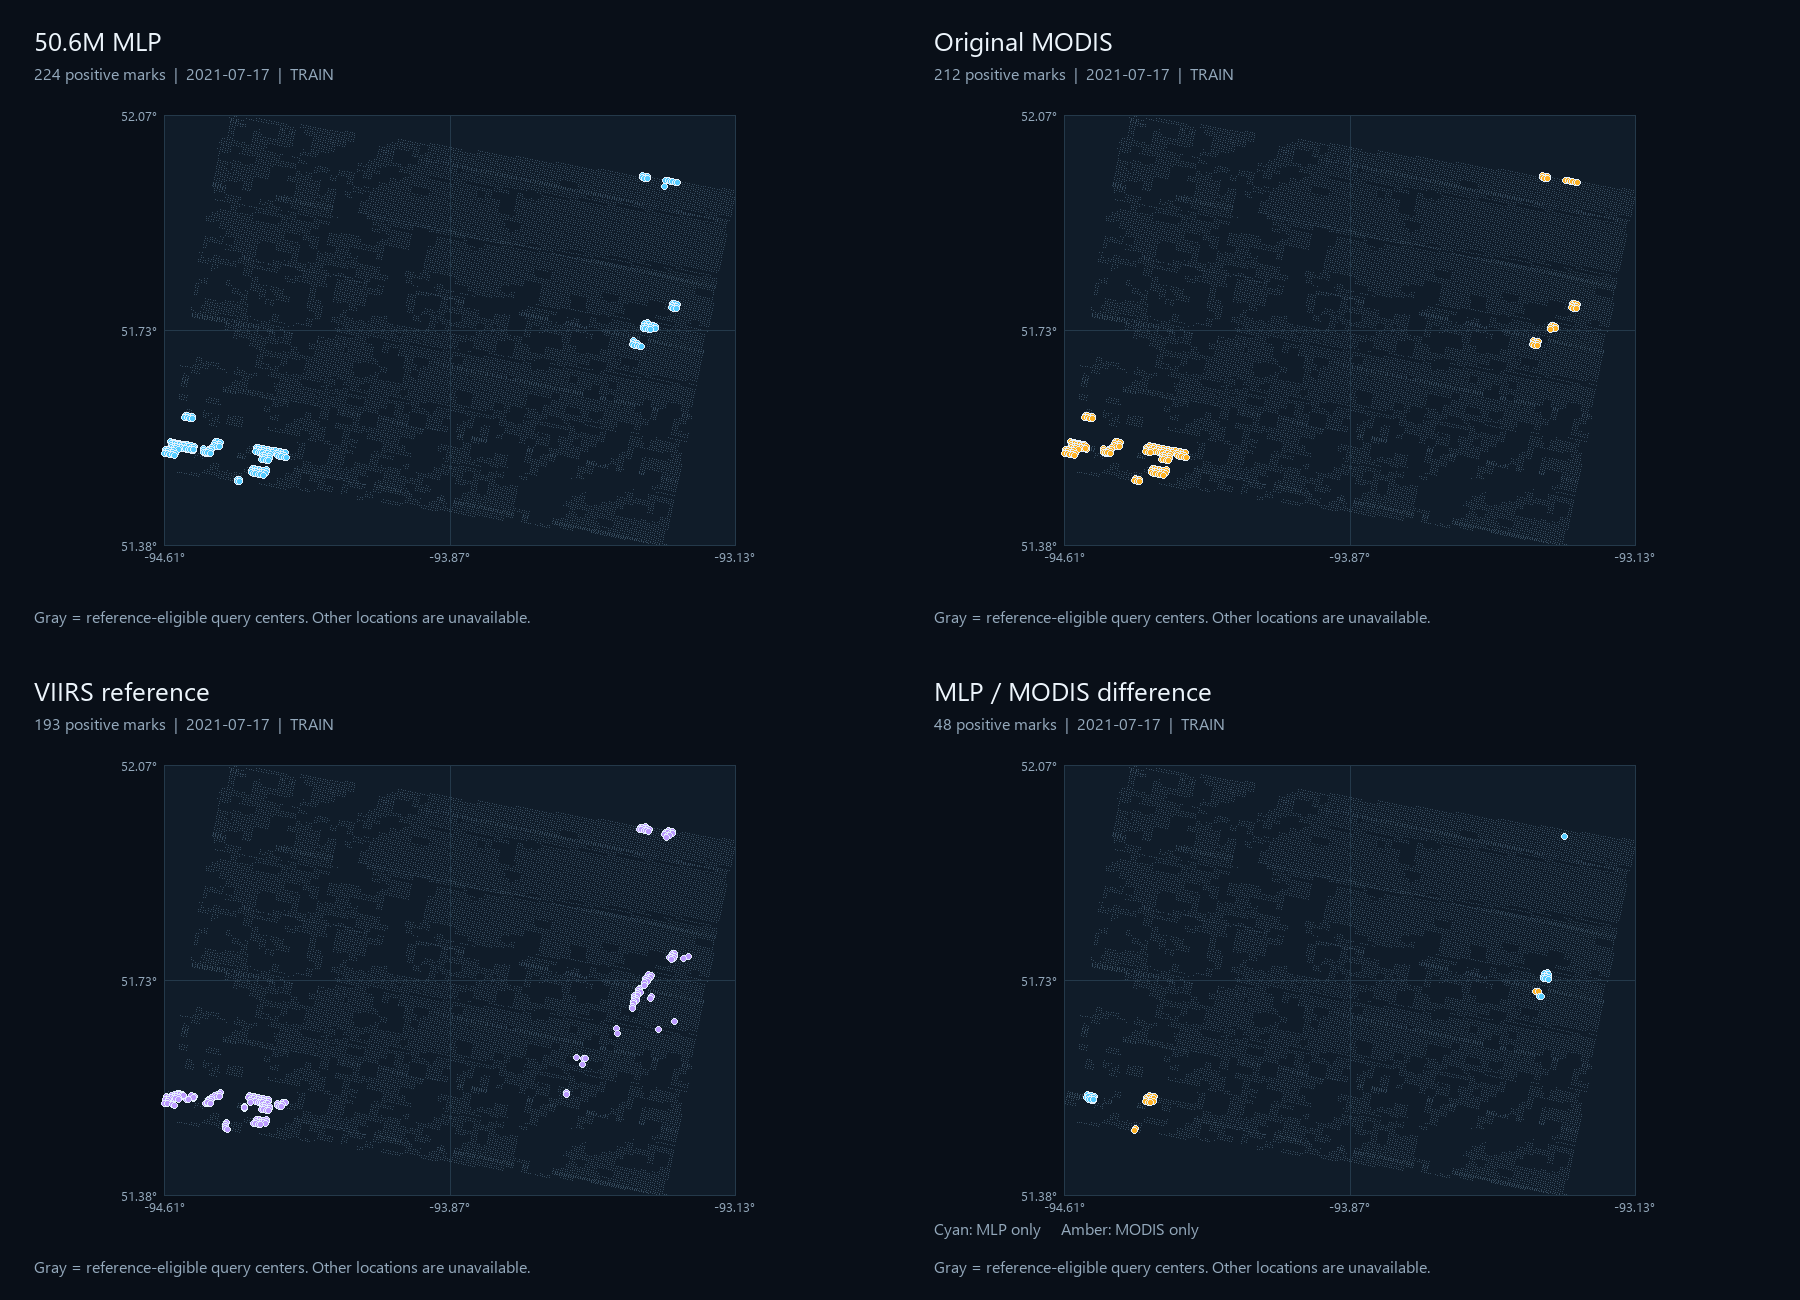 50.6M MLP
224 positive marks | 2021-07-17 | TRAIN
52.07°
51.73°
51.38°
-94.61°
-93.87°
-93.13°
Gray = reference-eligible query centers. Other locations are unavailable.
Original MODIS
212 positive marks | 2021-07-17 | TRAIN
52.07°
51.73°
51.38°
-94.61°
-93.87°
-93.13°
Gray = reference-eligible query centers. Other locations are unavailable.
VIIRS reference
193 positive marks | 2021-07-17 | TRAIN
52.07°
51.73°
51.38°
-94.61°
-93.87°
-93.13°
Gray = reference-eligible query centers. Other locations are unavailable.
MLP / MODIS difference
48 positive marks | 2021-07-17 | TRAIN
52.07°
51.73°
51.38°
-94.61°
-93.87°
-93.13°
Cyan: MLP only Amber: MODIS only
Gray = reference-eligible query centers. Other locations are unavailable.